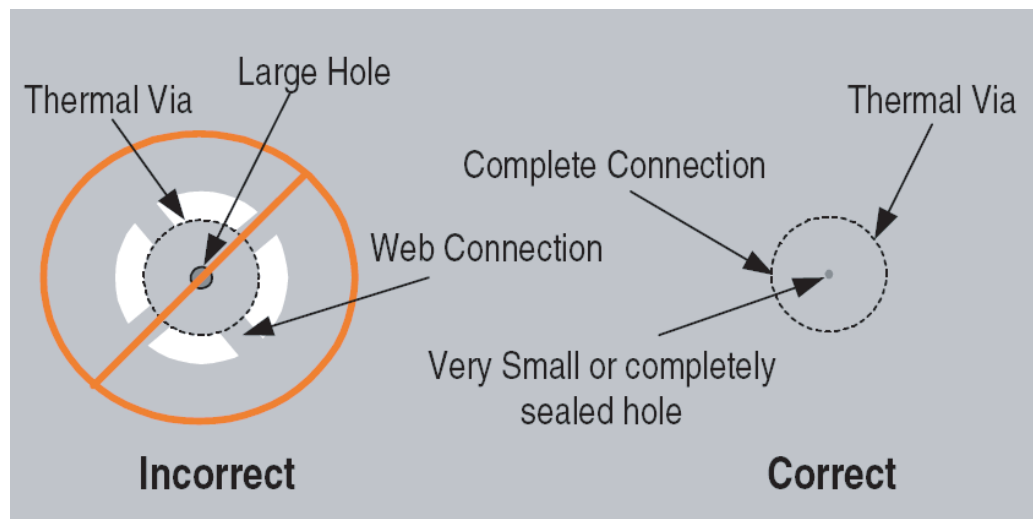 Large Hole
Thermal Via
Web Connection
Incorrect
Thermal Via
Complete Connection
Very Small or completely
sealed hole
Correct